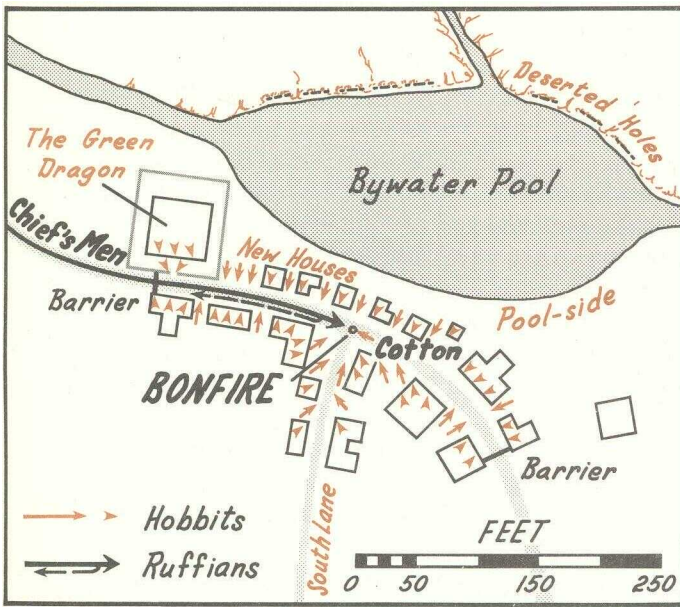 Deserted Holes
The Green
Dragon
Bywater Pool
Chief's Men
New Houses
Barrier
Pool-side
Cotton
BONFIRE
Barrier
Hobbits
Ruffians
South Lane
FEET
0 50 150 250